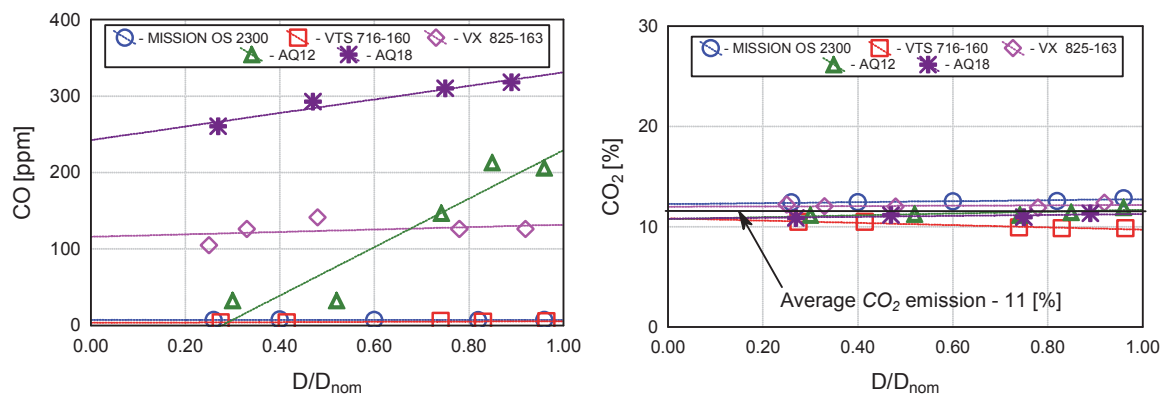 400
300
200
100
0
CO [ppm]
- MISSION OS 2300 - VTS 716-160 - VX 825-163
- AQ12 - AQ18
0.00 0.20 0.40 0.60 0.80 1.00
D/Dnom
30
20
10
0
CO2 [%]
- MISSION OS 2300 - VTS 716-160 - VX 825-163
- AQ12 - AQ18
Average CO2 emission - 11 [%]
0.00 0.20 0.40 0.60 0.80 1.00
D/Dnom